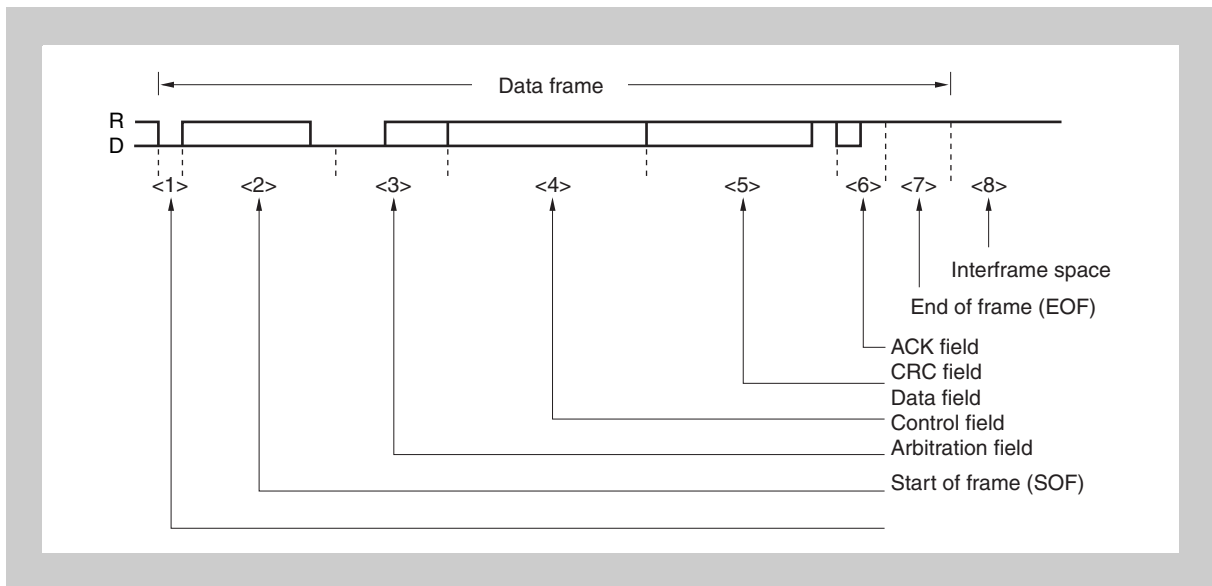 Data frame
R
D
<1> <2> <3> <4> <5> <6> <7> <8>
Interframe space
End of frame (EOF)
ACK field
CRC field
Data field
Control field
Arbitration field
Start of frame (SOF)